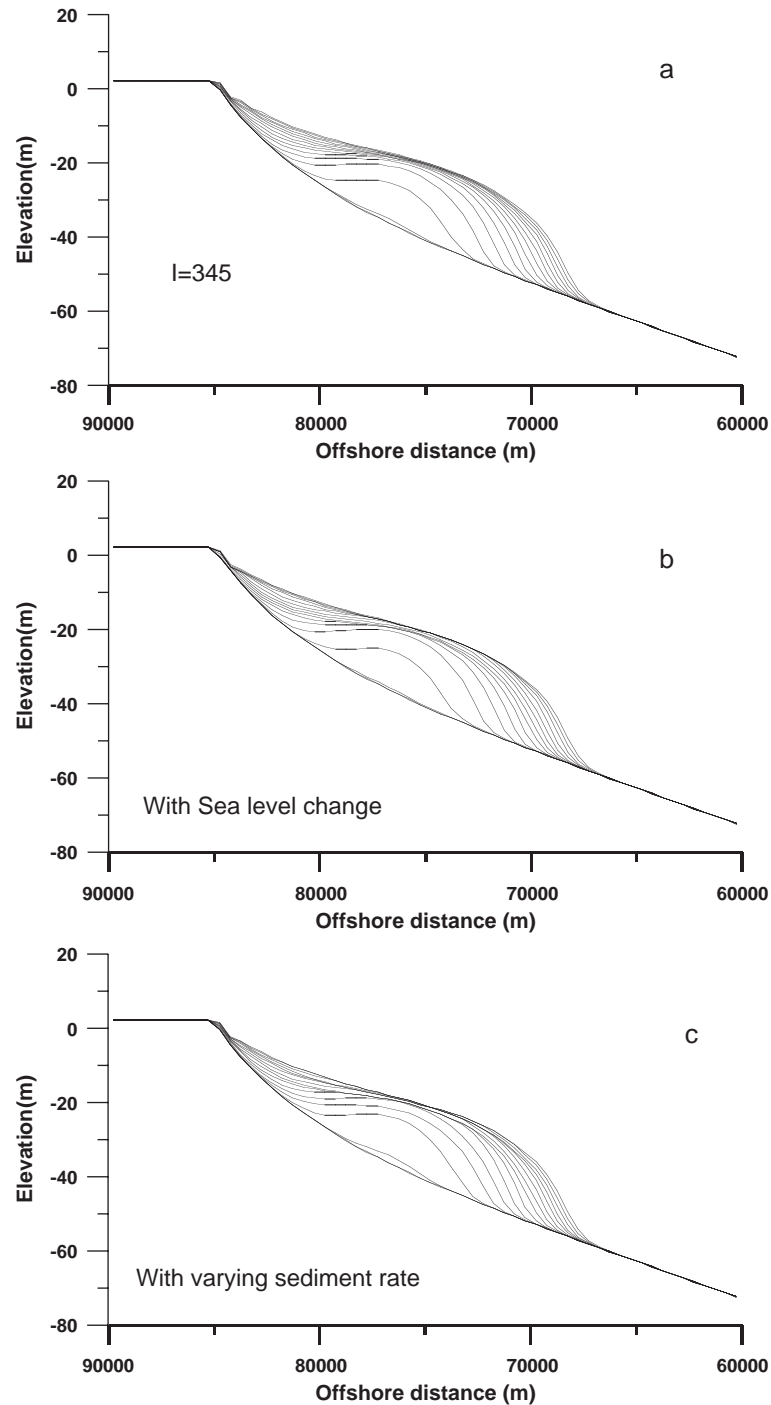 20
a
0
Elevation(m)
-20
-40
I=345
-60
-80
90000 80000 70000 60000
Offshore distance (m)
20
b
0
Elevation(m)
-20
-40
-60
With Sea level change
-80
90000 80000 70000 60000
Offshore distance (m)
20
c
0
Elevation(m)
-20
-40
-60
With varying sediment rate
-80
90000 80000 70000 60000
Offshore distance (m)